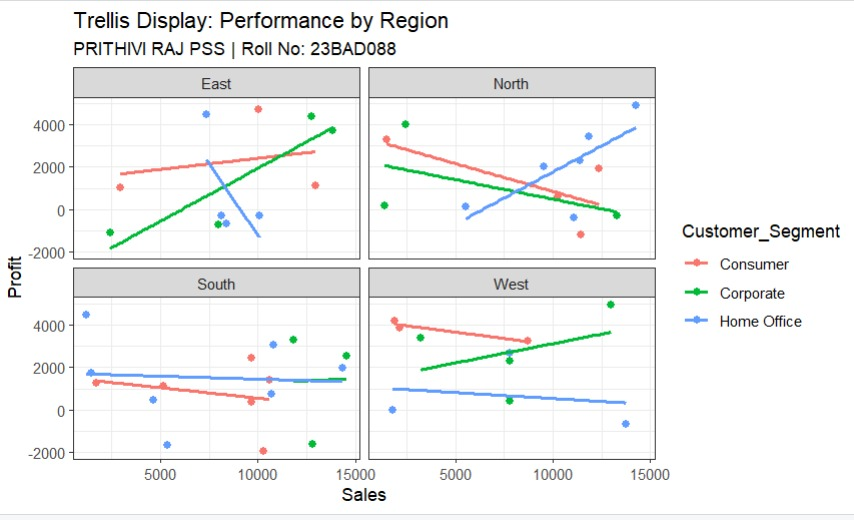 Trellis Display: Performance by Region
PRITHIVI RAJ PSS | Roll No: 23BAD088
East
North
4000
2000
0
-2000
South
West
4000
2000
0
-2000
Profit
5000
10000
15000
5000
10000
15000
Sales
Customer_Segment
Consumer
Corporate
Home Office